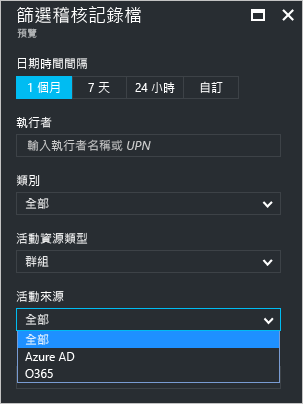 篩選稽核記錄檔
預覽
日期時間間隔
1 個月 7 天 24 小時 自訂
執行者
輸入執行者名稱或 UPN
類別
全部
活動資源類型
群組
活動來源
全部
全部
Azure AD
O365